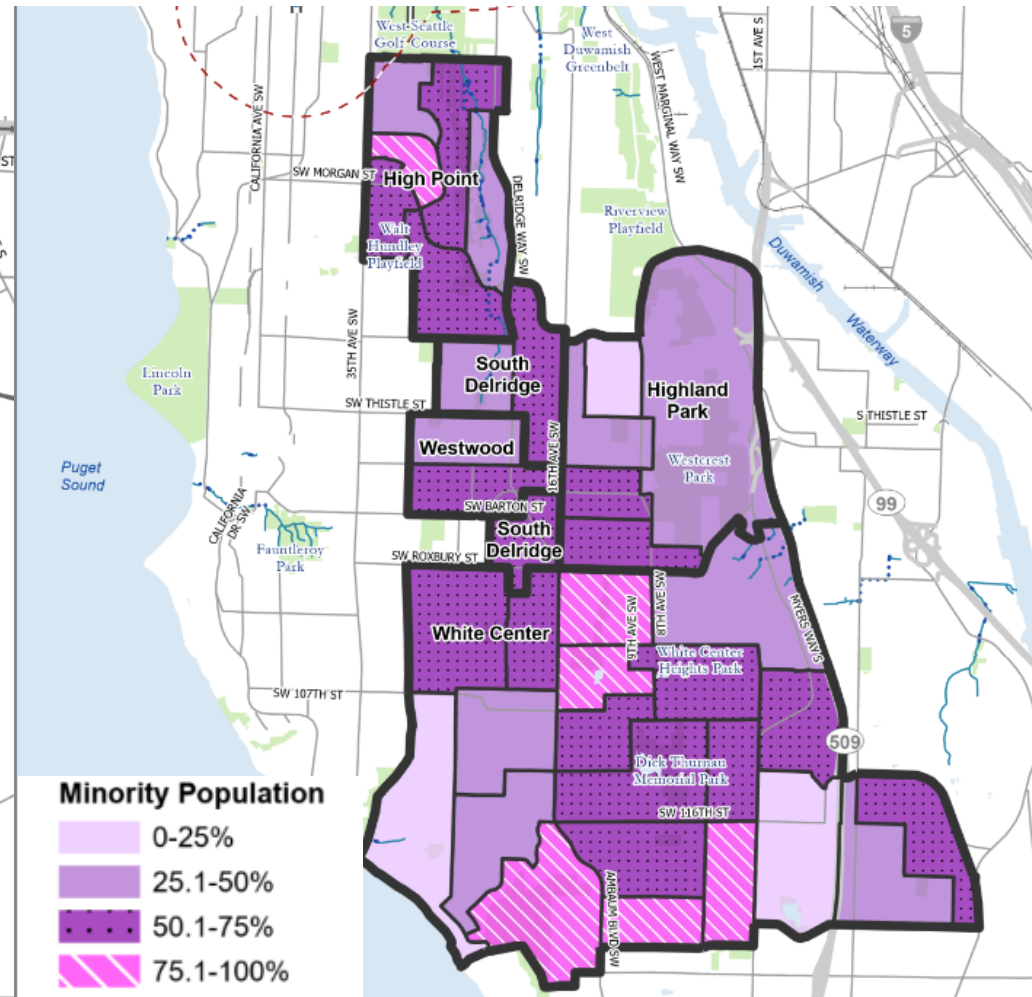 West Seattle
Golf Course
West
Duwamish
Greenbelt
1ST AVE S
5
WEST MARGINAL WAY SW
CALIFORNIA AVE SW
ST
SW MORGAN ST
High Point
DELRIDGE WAY SW
Riverview
Playfield
Walt
Hundley
Playfield
Duwamish
Waterway
35TH AVE SW
Lincoln
Park
South
Delridge
Highland
Park
SW THISTLE ST
S THISTLE ST
Westwood
16TH AVE SW
Westcrest
Park
Puget
Sound
SW BARTON ST
99
CALIFORNIA
DR SW
South
Delridge
Fauntleroy
Park
SW ROXBURY ST
8TH AVE SW
9TH AVE SW
MYERS WAY S
White Center
White Center
Heights Park
SW 107TH ST
509
Dick Thurnau
Memorial Park
SW 116TH ST
AMBAUM BLVD SW
Minority Population
0-25%
25.1-50%
50.1-75%
75.1-100%